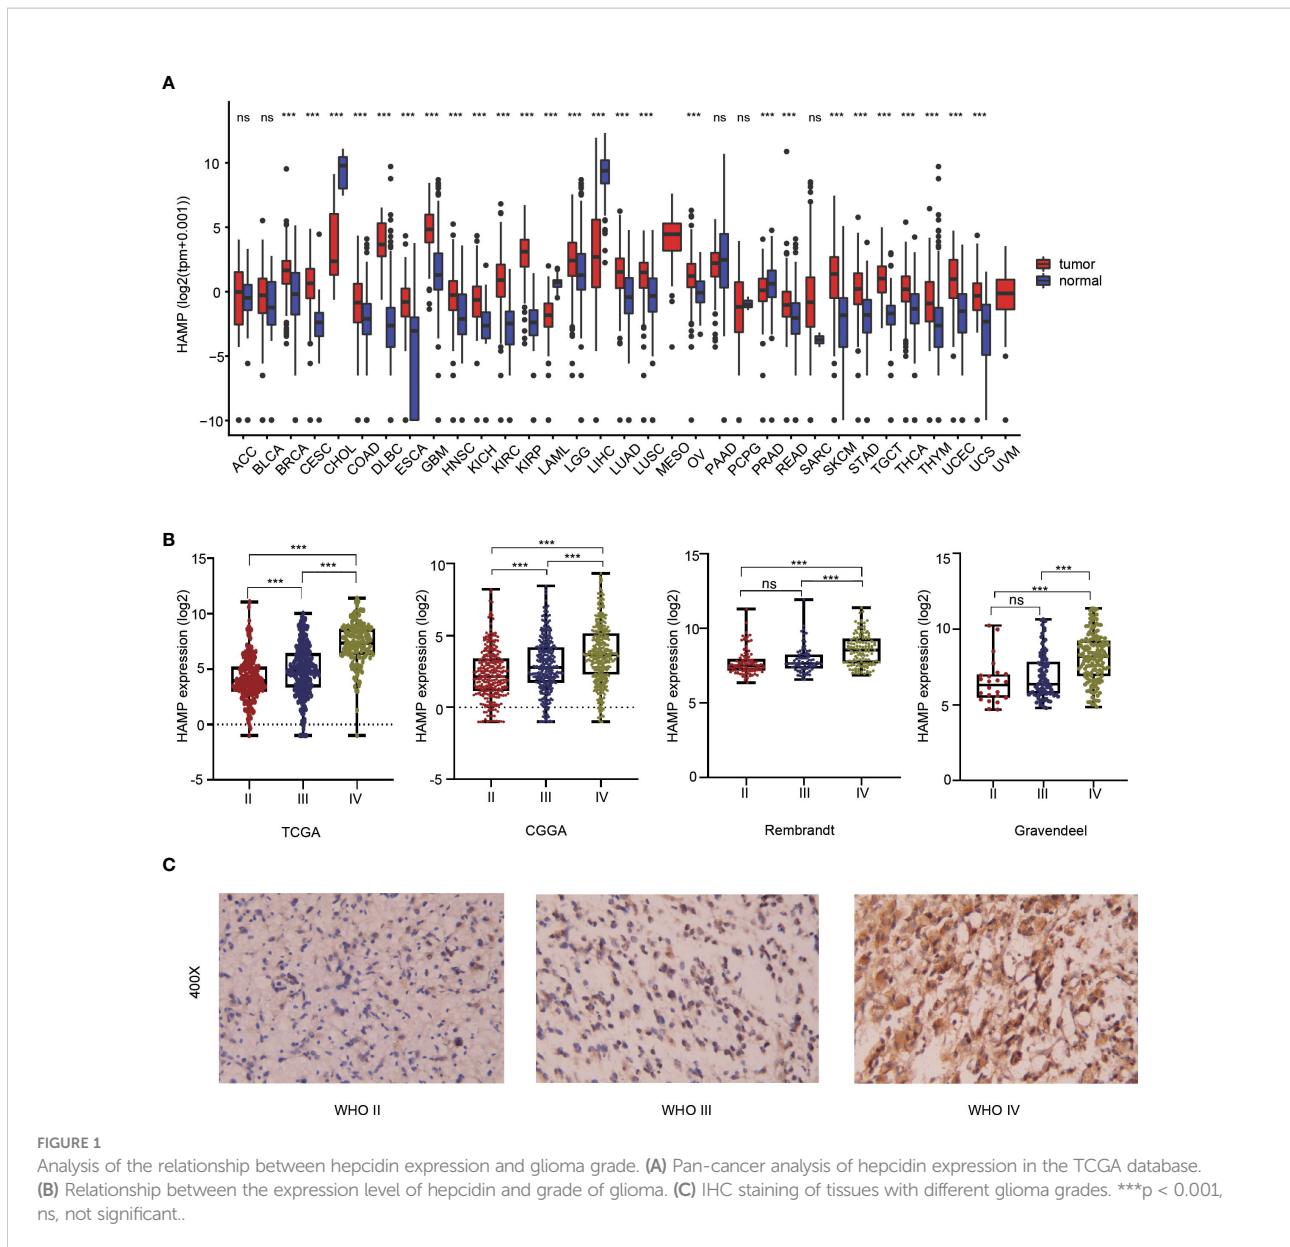 A
ns ns *** *** *** *** *** *** *** *** *** *** *** *** *** *** *** *** *** ns ns *** *** ns *** *** *** *** *** *** ***
HAMP (log2(tpm+0.001))
10
5
0
−5
−10
tumor
normal
ACC BLCA BRCA CESC CHOL COAD DLBC ESCA GBM HNSC KICH KIRC KIRP LAML LGG LIHC LUAD LUSC MESO OV PAAD PCPG PRAD READ SARC SKCM STAD TGCT THCA THYM UCEC UCS UVM
B
HAMP expression (log2)
15
10
5
0
-5
***
***
***
II III IV
TCGA
HAMP expression (log2)
10
5
0
-5
***
***
***
II III IV
CGGA
HAMP expression (log2)
15
10
5
0
***
ns
***
II III IV
Rembrandt
HAMP expression (log2)
15
10
5
0
***
***
ns
II III IV
Gravendeel
C
400X
WHO II
WHO III
WHO IV
FIGURE 1
Analysis of the relationship between hepcidin expression and glioma grade. (A) Pan-cancer analysis of hepcidin expression in the TCGA database.
(B) Relationship between the expression level of hepcidin and grade of glioma. (C) IHC staining of tissues with different glioma grades. ***p < 0.001,
ns, not significant..